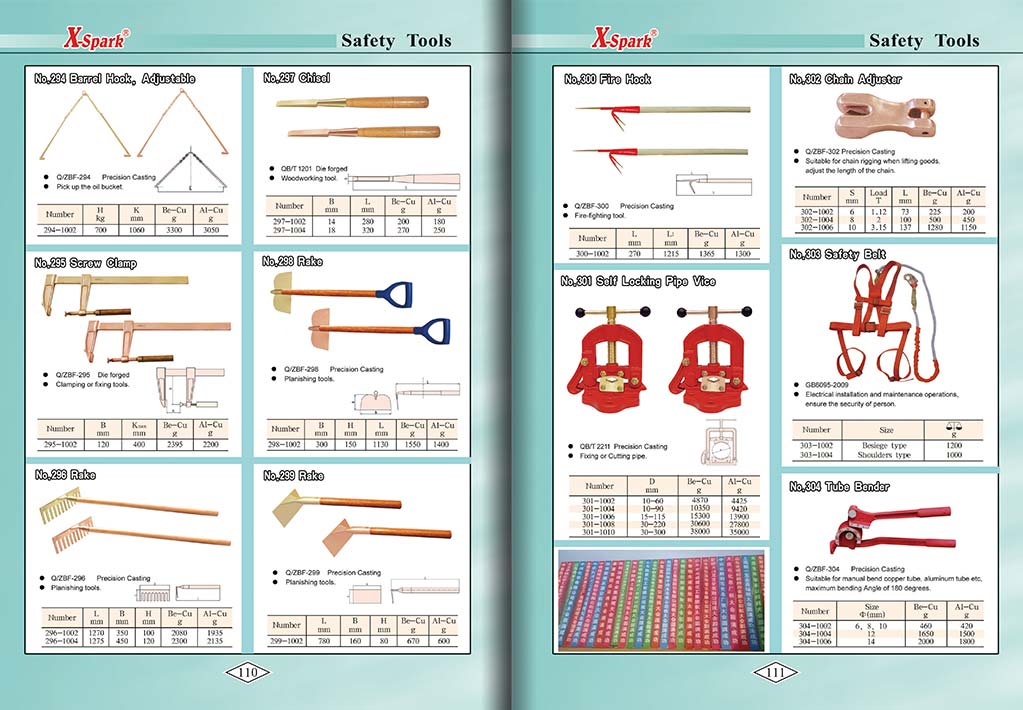 X-Spark®
Safety Tools
No,294 Barrel Hook, Adjustable
● Q/ZBF-294 Precision Casting
● Pick up the oil bucket.
Number H kg K mm Be-Cu g Al-Cu g
294-1002 700 1060 3300 3050
No,297 Chisel
● QB/T 1201 Die forged
● Woodworking tool.
Number B mm L mm Be-Cu g Al-Cu g
297-1002 14 280 200 180
297-1004 18 320 270 250
No,295 Screw Clamp
● Q/ZBF-295 Die forged
● Clamping or fixing tools.
Number B mm Kmax mm Be-Cu g Al-Cu g
295-1002 120 400 2395 2200
No,298 Rake
● Q/ZBF-298 Precision Casting
● Planishing tools.
Number B mm H mm L mm Be-Cu g Al-Cu g
298-1002 300 150 1130 1550 1400
No,296 Rake
● Q/ZBF-296 Precision Casting
● Planishing tools.
Number L mm B mm H mm Be-Cu g Al-Cu g
296-1002 1270 350 100 2080 1935
296-1004 1275 450 120 2300 2135
No,299 Rake
● Q/ZBF-299 Precision Casting
● Planishing tools.
Number L mm B mm H mm Be-Cu g Al-Cu g
299-1002 780 160 80 670 600
110
X-Spark®
Safety Tools
No,300 Fire Hook
● Q/ZBF-300 Precision Casting
● Fire-fighting tool.
Number L mm L1 mm Be-Cu g Al-Cu g
300-1002 270 1215 1365 1300
No,301 Self Locking Pipe Vice
● QB/T2211 Precision Casting
● Fixing or Cutting pipe.
Number D mm Be-Cu g Al-Cu g
301-1002 10-60 4870 4425
301-1004 10-90 10350 9420
301-1006 15-115 15300 13900
301-1008 30-220 30600 27800
301-1010 30-300 38000 35000
No,302 Chain Adjuster
● Q/ZBF-302 Precision Casting
● Suitable for chain rigging when lifting goods,
adjust the length of the chain.
Number S mm Load T L mm Be-Cu g Al-Cu g
302-1002 6 1.12 73 225 200
302-1004 8 2 100 500 450
302-1006 10 3.15 137 1280 1150
No,303 Safety Belt
● GB6095-2009
● Electrical installation and maintenance operations,
ensure the security of person.
Number Size g
303-1002 Besiege type 1200
303-1004 Shoulders type 1000
No,304 Tube Bender
● Q/ZBF-304 Precision Casting
● Suitable for manual bend copper tube, aluminum tube etc,
maximum bending Angle of 180 degrees.
Number Size Φ(mm) Be-Cu g Al-Cu g
304-1002 6, 8, 10 460 420
304-1004 12 1650 1500
304-1006 14 2000 1800
111